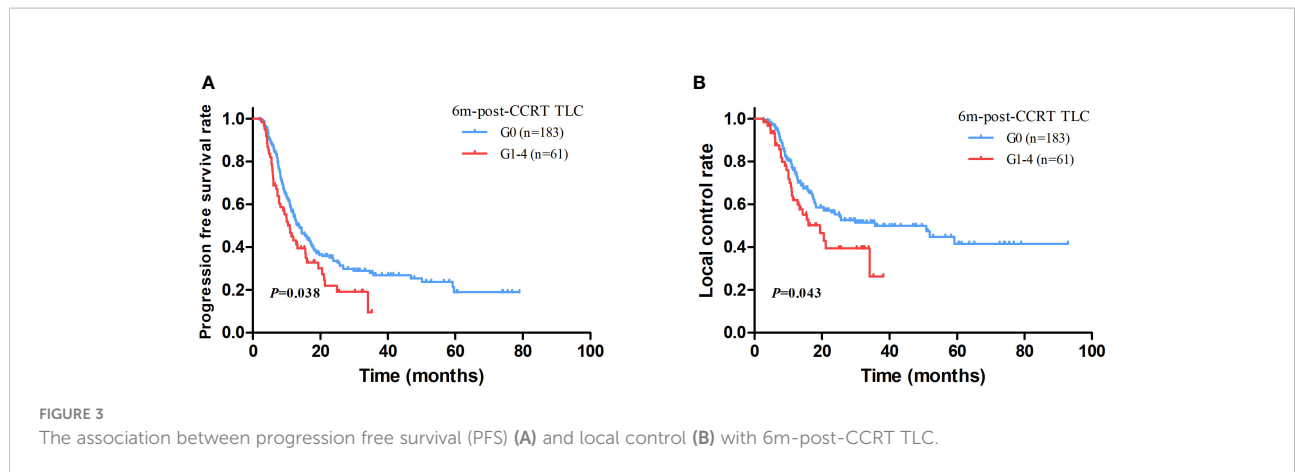 A
6m-post-CCRT TLC
G0 (n=183)
G1-4 (n=61)
Progression free survival rate
1.0
0.8
0.6
0.4
0.2
0.0
P=0.038
0 20 40 60 80 100
Time (months)
B
6m-post-CCRT TLC
G0 (n=183)
G1-4 (n=61)
Local control rate
1.0
0.8
0.6
0.4
0.2
0.0
P=0.043
0 20 40 60 80 100
Time (months)
FIGURE 3
The association between progression free survival (PFS) (A) and local control (B) with 6m-post-CCRT TLC.